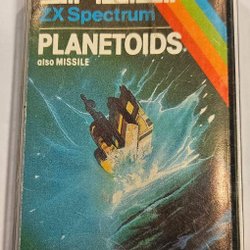 ZX Spectrum
PLANETOIDS
also MISSILE